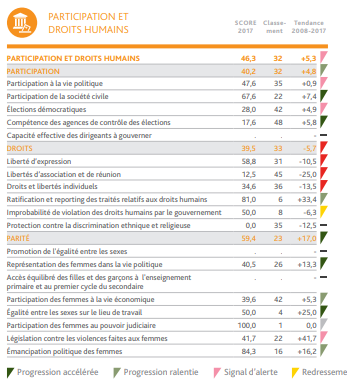 PARTICIPATION ET
DROITS HUMAINS
SCORE Classe- Tendance
2017 ment 2008-2017
PARTICIPATION ET DROITS HUMAINS 46,3 32 +5,3
PARTICIPATION 40,2 32 +4,8
Participation à la vie politique 47,6 35 +0,9
Participation de la société civile 67,6 22 +7,4
Élections démocratiques 28,0 42 +4,9
Compétence des agences de contrôle des élections 17,6 48 +5,8
Capacité effective des dirigeants à gouverner . . -
DROITS 39,5 33 -5,7
Liberté d'expression 58,8 31 -10,5
Libertés d'association et de réunion 12,5 45 -25,0
Droits et libertés individuels 34,6 36 -13,5
Ratification et reporting des traités relatifs aux droits humains 81,0 6 +33,4
Improbabilité de violation des droits humains par le gouvernement 50,0 8 -6,3
Protection contre la discrimination ethnique et religieuse 0,0 35 -12,5
PARITÉ 59,4 23 +17,0
Promotion de l'égalité entre les sexes . . -
Représentation des femmes dans la vie politique 40,5 26 +13,3
Accès équilibré des filles et des garçons à l'enseignement . . -
primaire et au premier cycle du secondaire
Participation des femmes à la vie économique 39,6 42 +5,3
Égalité entre les sexes sur le lieu de travail 50,0 4 +25,0
Participation des femmes au pouvoir judiciaire 100,0 1 0,0
Législation contre les violences faites aux femmes 41,7 22 +41,7
Émancipation politique des femmes 84,3 16 +16,2
Progression accélérée Progression ralentie Signal d'alerte Redresseme